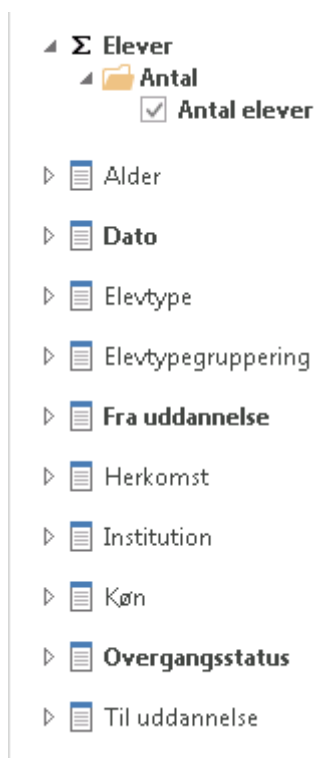 Σ Elever
Antal
Antal elever
Alder
Dato
Elevtype
Elevtypegruppering
Fra uddannelse
Herkomst
Institution
Køn
Overgangsstatus
Til uddannelse